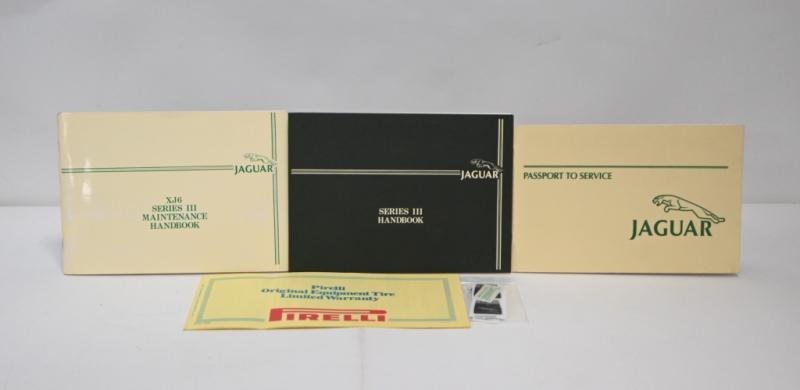 JAGUAR
XJ6
SERIES III
MAINTENANCE
HANDBOOK
JAGUAR
SERIES III
HANDBOOK
PASSPORT TO SERVICE
JAGUAR
Pirelli
Original Equipment Tire
Limited Warranty
PIRELLI